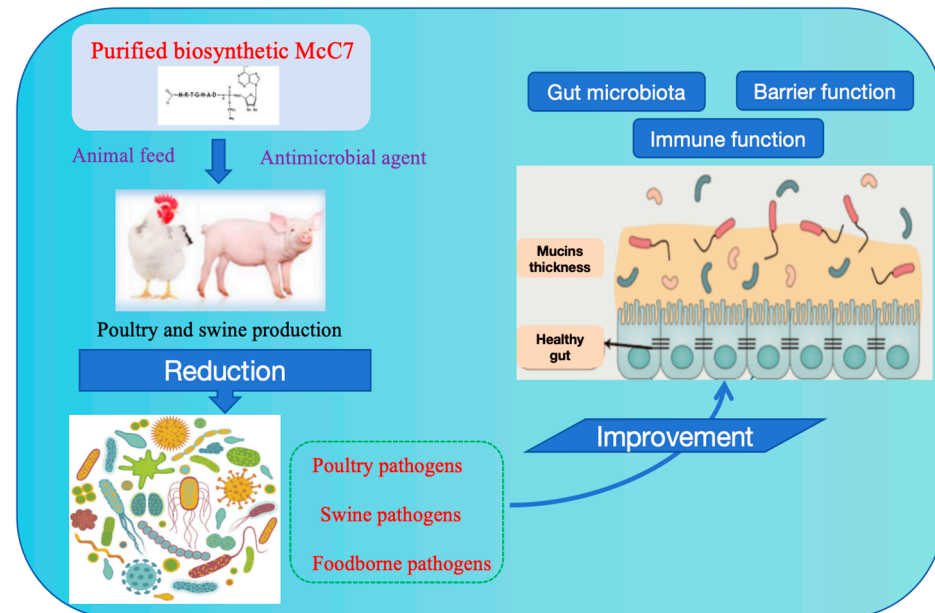 Purified biosynthetic McC7
M-R-T-G-N-A-D
Animal feed
Antimicrobial agent
Poultry and swine production
Reduction
Poultry pathogens
Swine pathogens
Foodborne pathogens
Improvement
Gut microbiota
Barrier function
Immune function
Mucins
thickness
Healthy
gut